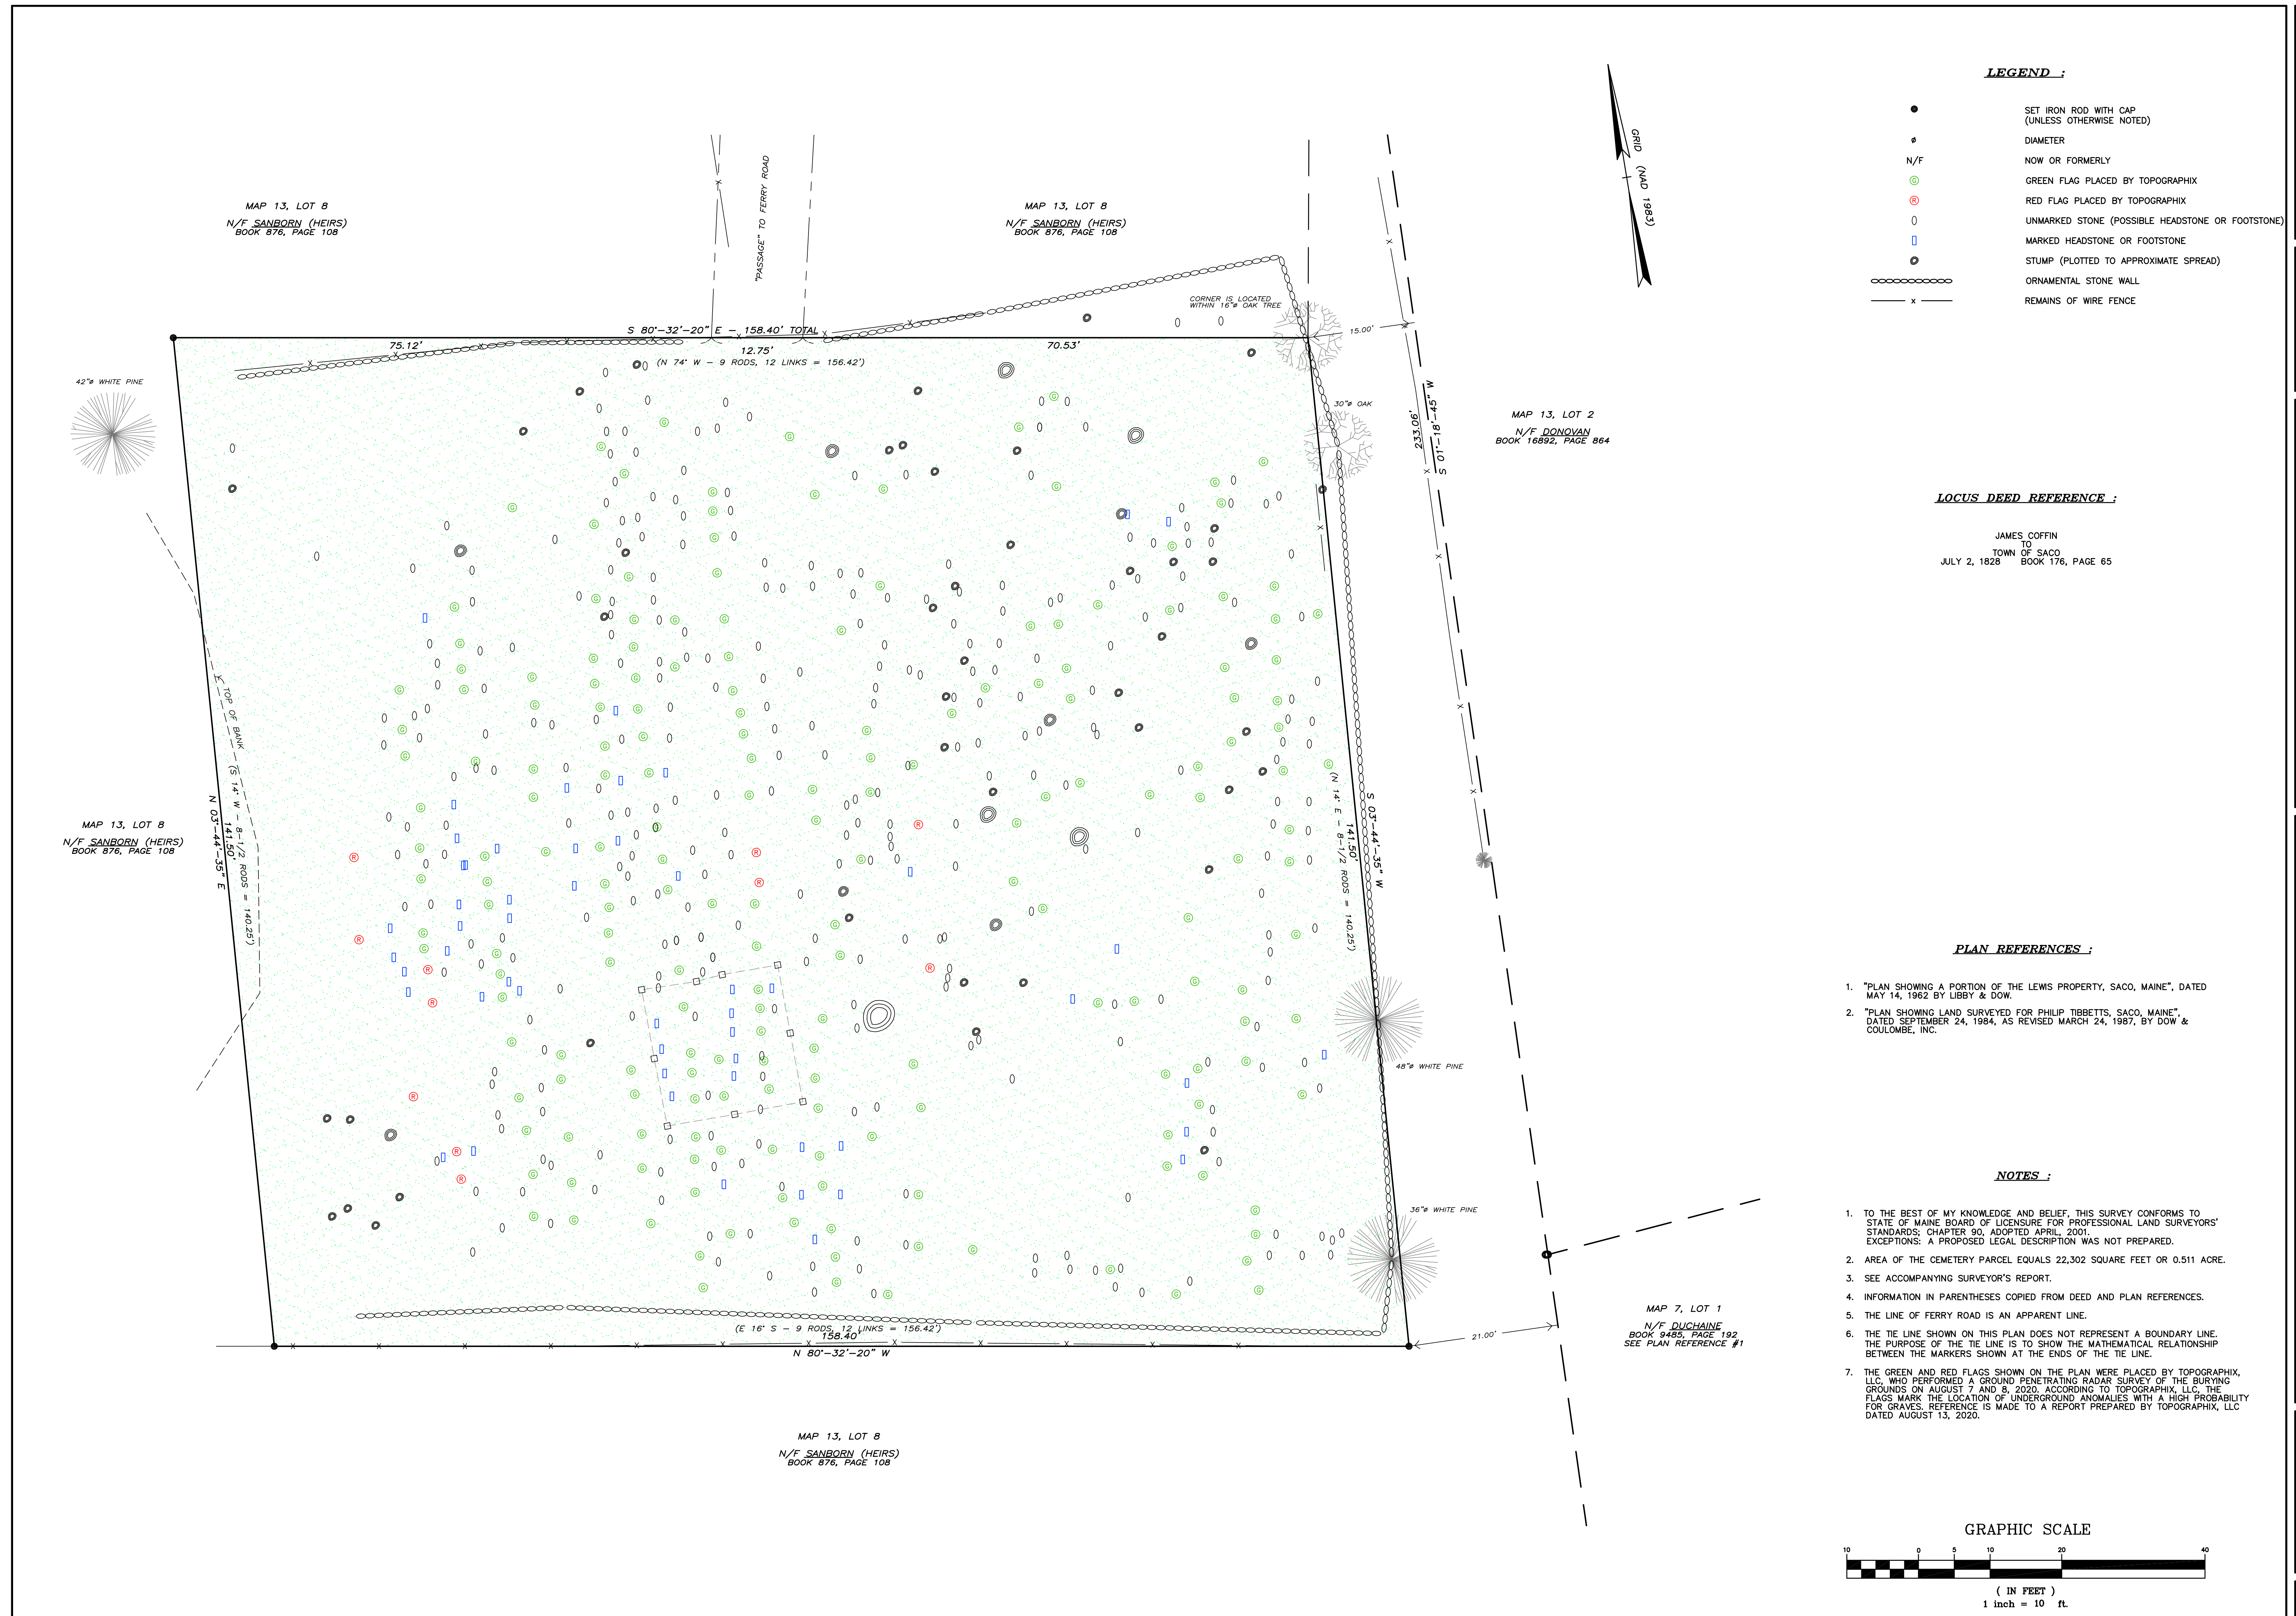 MAP 13, LOT 8
N/F SANBORN (HEIRS)
BOOK 876, PAGE 108
"PASSAGE" TO FERRY ROAD
MAP 13, LOT 8
N/F SANBORN (HEIRS)
BOOK 876, PAGE 108
GRID (NAD 1983)
CORNER IS LOCATED
WITHIN 16"ø OAK TREE
S 80°-32'-20" E - 158.40' TOTAL
15.00'
75.12'
12.75'
70.53'
(N 74° W - 9 RODS, 12 LINKS = 156.42')
42"ø WHITE PINE
30"ø OAK
233.06'
S 01°-18'-45" W
MAP 13, LOT 2
N/F DONOVAN
BOOK 16892, PAGE 864
TOP OF BANK
(S 14° W - 8-1/2 RODS = 140.25')
141.50'
N 03°-44'-35" E
MAP 13, LOT 8
N/F SANBORN (HEIRS)
BOOK 876, PAGE 108
S 03°-44'-35" W
141.50'
(N 14° E - 8-1/2 RODS = 140.25')
48"ø WHITE PINE
36"ø WHITE PINE
(E 16° S - 9 RODS, 12 LINKS = 156.42')
158.40'
N 80°-32'-20" W
21.00'
MAP 7, LOT 1
N/F DUCHAINE
BOOK 9485, PAGE 192
SEE PLAN REFERENCE #1
MAP 13, LOT 8
N/F SANBORN (HEIRS)
BOOK 876, PAGE 108
LEGEND :
SET IRON ROD WITH CAP
(UNLESS OTHERWISE NOTED)
ø DIAMETER
N/F NOW OR FORMERLY
G GREEN FLAG PLACED BY TOPOGRAPHIX
R RED FLAG PLACED BY TOPOGRAPHIX
UNMARKED STONE (POSSIBLE HEADSTONE OR FOOTSTONE)
MARKED HEADSTONE OR FOOTSTONE
STUMP (PLOTTED TO APPROXIMATE SPREAD)
ORNAMENTAL STONE WALL
x REMAINS OF WIRE FENCE
LOCUS DEED REFERENCE :
JAMES COFFIN
TO
TOWN OF SACO
JULY 2, 1828 BOOK 176, PAGE 65
PLAN REFERENCES :
1. "PLAN SHOWING A PORTION OF THE LEWIS PROPERTY, SACO, MAINE", DATED
MAY 14, 1962 BY LIBBY & DOW.
2. "PLAN SHOWING LAND SURVEYED FOR PHILIP TIBBETTS, SACO, MAINE",
DATED SEPTEMBER 24, 1984, AS REVISED MARCH 24, 1987, BY DOW &
COULOMBE, INC.
NOTES :
1. TO THE BEST OF MY KNOWLEDGE AND BELIEF, THIS SURVEY CONFORMS TO
STATE OF MAINE BOARD OF LICENSURE FOR PROFESSIONAL LAND SURVEYORS'
STANDARDS; CHAPTER 90, ADOPTED APRIL, 2001.
EXCEPTIONS: A PROPOSED LEGAL DESCRIPTION WAS NOT PREPARED.
2. AREA OF THE CEMETERY PARCEL EQUALS 22,302 SQUARE FEET OR 0.511 ACRE.
3. SEE ACCOMPANYING SURVEYOR'S REPORT.
4. INFORMATION IN PARENTHESES COPIED FROM DEED AND PLAN REFERENCES.
5. THE LINE OF FERRY ROAD IS AN APPARENT LINE.
6. THE TIE LINE SHOWN ON THIS PLAN DOES NOT REPRESENT A BOUNDARY LINE.
THE PURPOSE OF THE TIE LINE IS TO SHOW THE MATHEMATICAL RELATIONSHIP
BETWEEN THE MARKERS SHOWN AT THE ENDS OF THE TIE LINE.
7. THE GREEN AND RED FLAGS SHOWN ON THE PLAN WERE PLACED BY TOPOGRAPHIX,
LLC, WHO PERFORMED A GROUND PENETRATING RADAR SURVEY OF THE BURYING
GROUNDS ON AUGUST 7 AND 8, 2020. ACCORDING TO TOPOGRAPHIX, LLC, THE
FLAGS MARK THE LOCATION OF UNDERGROUND ANOMALIES WITH A HIGH PROBABILITY
FOR GRAVES. REFERENCE IS MADE TO A REPORT PREPARED BY TOPOGRAPHIX, LLC
DATED AUGUST 13, 2020.
GRAPHIC SCALE
10 0 5 10 20 40
( IN FEET )
1 inch = 10 ft.